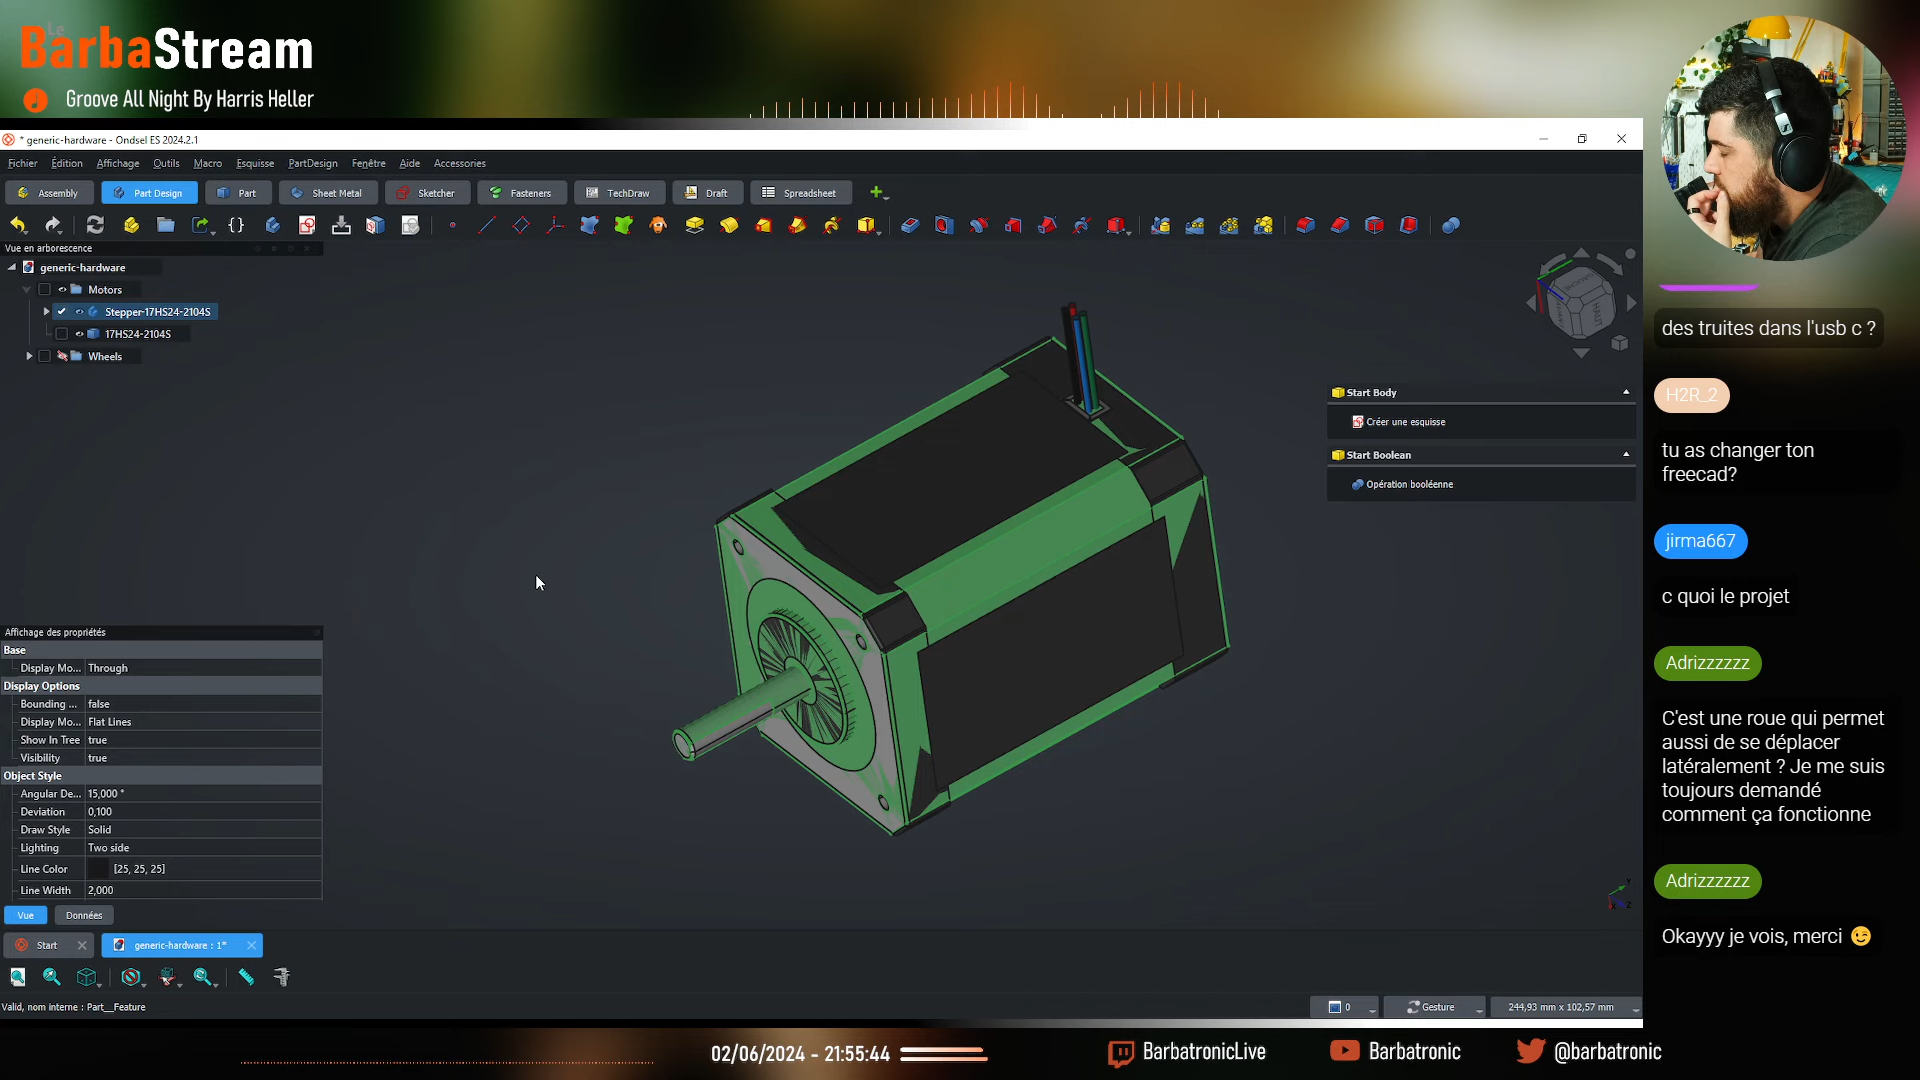 Le
BarbaStream
Groove All Night By Harris Heller
* generic-hardware - Ondsel ES 2024.2.1
Fichier Édition Affichage Outils Macro Esquisse PartDesign Fenêtre Aide Accessories
Assembly Part Design Part Sheet Metal Sketcher Fasteners TechDraw Draft Spreadsheet
Vue en arborescence
generic-hardware
Motors
Stepper-17HS24-2104S
17HS24-2104S
Wheels
Start Body
Créer une esquisse
Start Boolean
Opération booléenne
Affichage des propriétés
Base
Display Mo... Through
Display Options
Bounding ... false
Display Mo... Flat Lines
Show In Tree true
Visibility true
Object Style
Angular De... 15,000 °
Deviation 0,100
Draw Style Solid
Lighting Two side
Line Color [25, 25, 25]
Line Width 2,000
Vue Données
Start generic-hardware : 1*
Valid, nom interne : Part__Feature
0 Gesture 244,93 mm x 102,57 mm
des truites dans l'usb c ?
H2R_2
tu as changer ton
freecad?
jirma667
c quoi le projet
Adrizzzzzz
C'est une roue qui permet
aussi de se déplacer
latéralement ? Je me suis
toujours demandé
comment ça fonctionne
Adrizzzzzz
Okayyy je vois, merci 😉
02/06/2024 - 21:55:44 BarbatronicLive Barbatronic @barbatronic